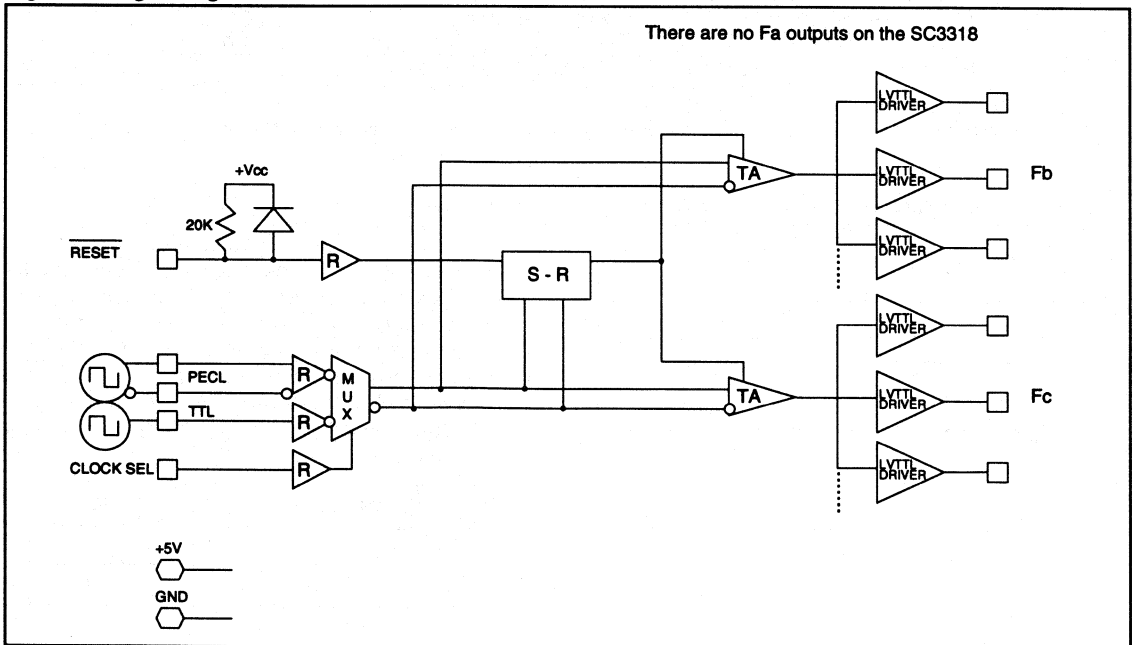 There are no Fa outputs on the SC3318
LVTTL
DRIVER
+Vcc
TA
LVTTL
DRIVER
Fb
20K
RESET
R
S - R
LVTTL
DRIVER
LVTTL
DRIVER
PECL
R
MUX
TA
LVTTL
DRIVER
Fc
TTL
R
CLOCK SEL
R
LVTTL
DRIVER
+5V
GND